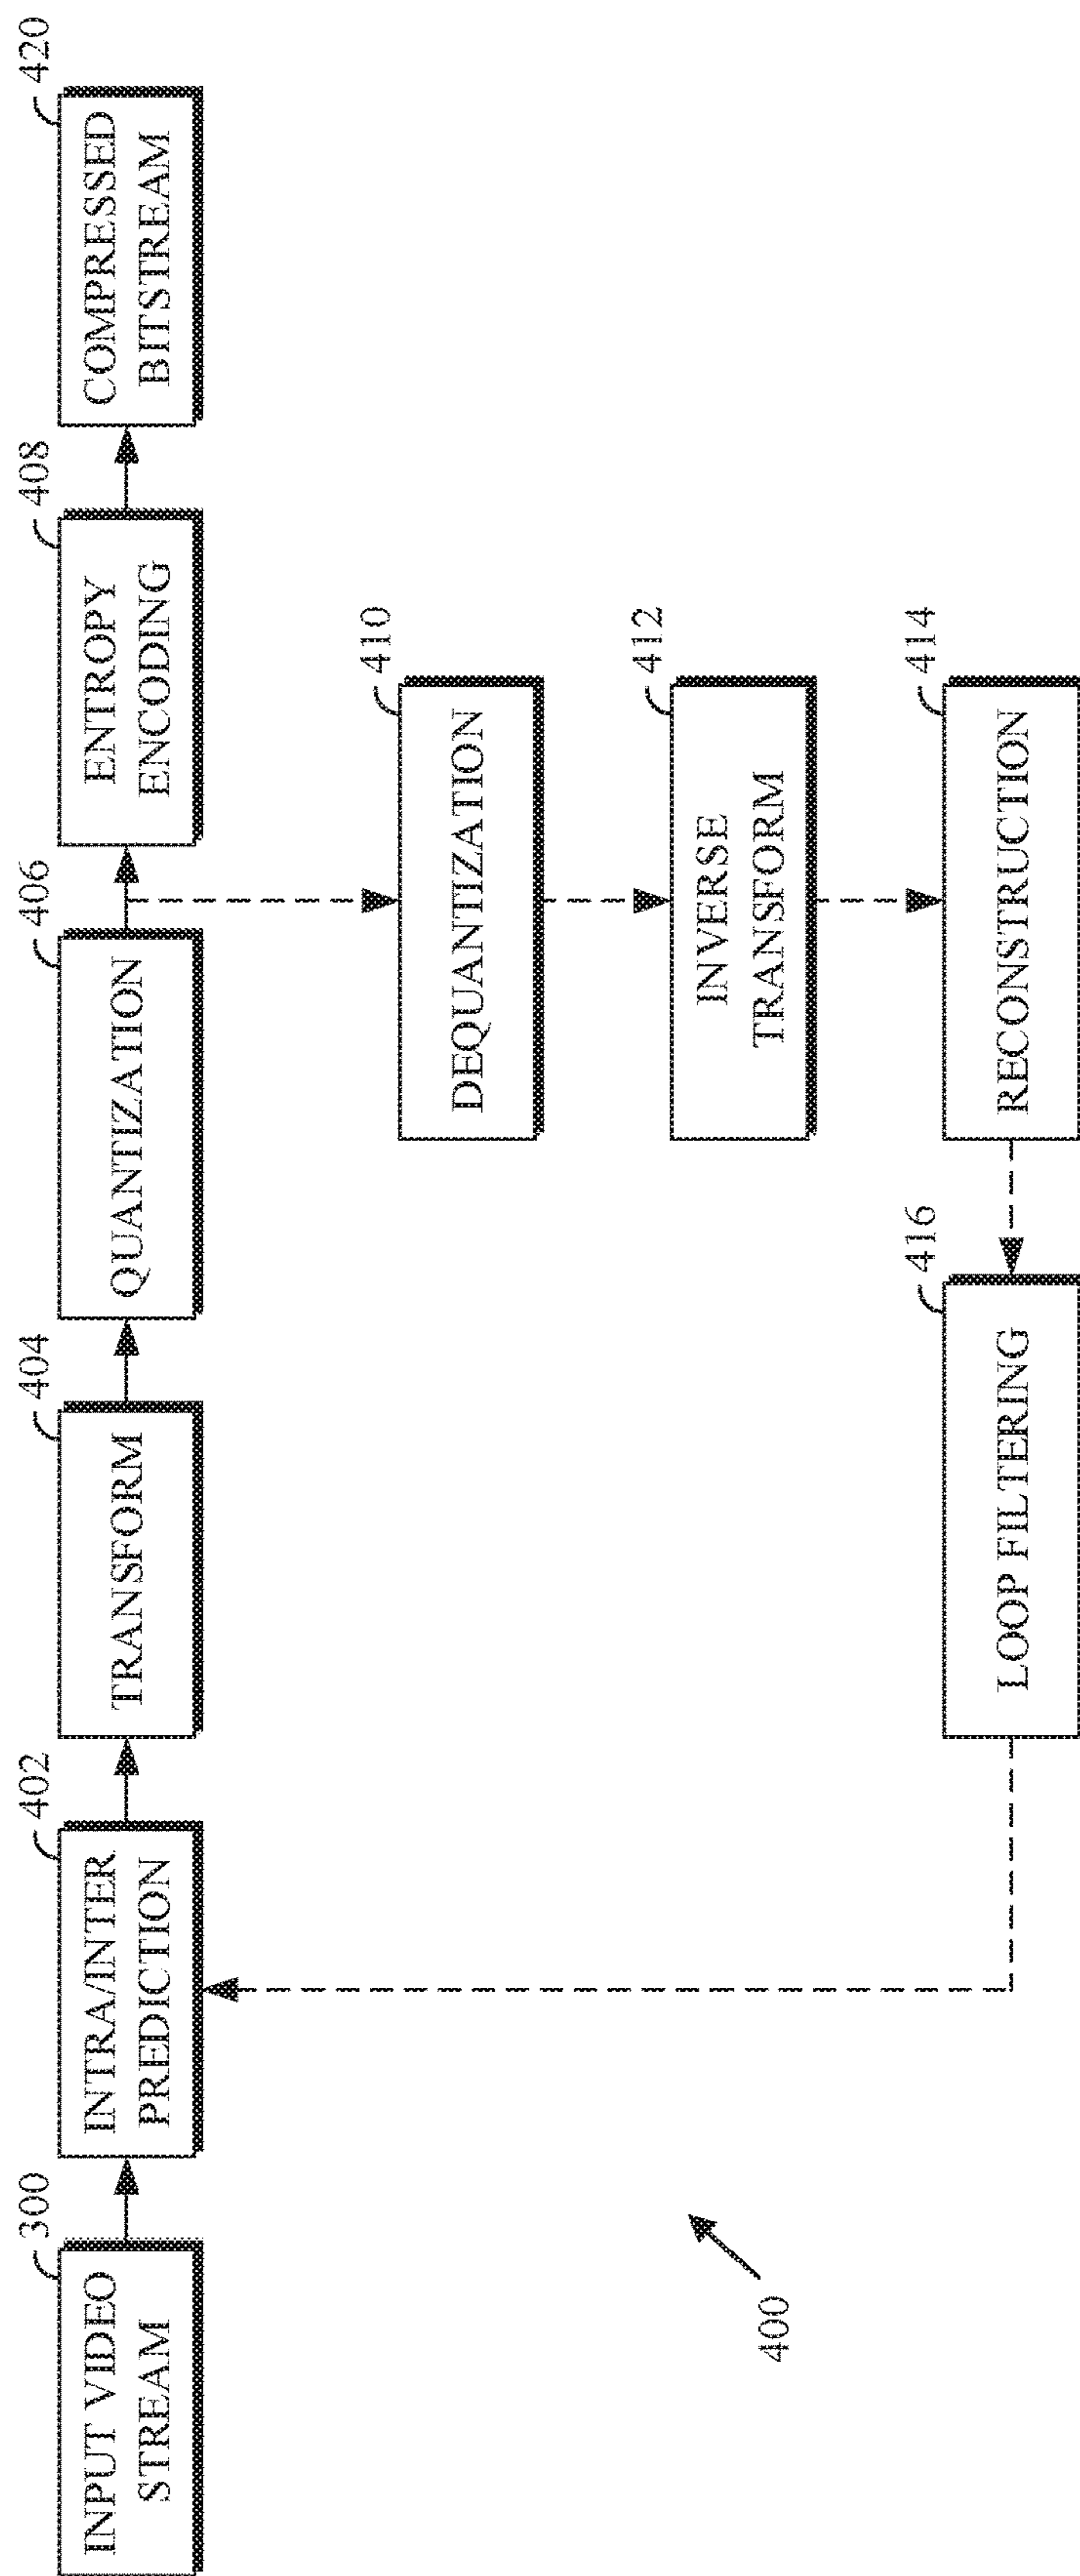 300
INPUT VIDEO
STREAM
402
INTRA/INTER
PREDICTION
404
TRANSFORM
406
QUANTIZATION
408
ENTROPY
ENCODING
420
COMPRESSED
BITSTREAM
410
DEQUANTIZATION
412
INVERSE
TRANSFORM
414
RECONSTRUCTION
416
LOOP FILTERING
400